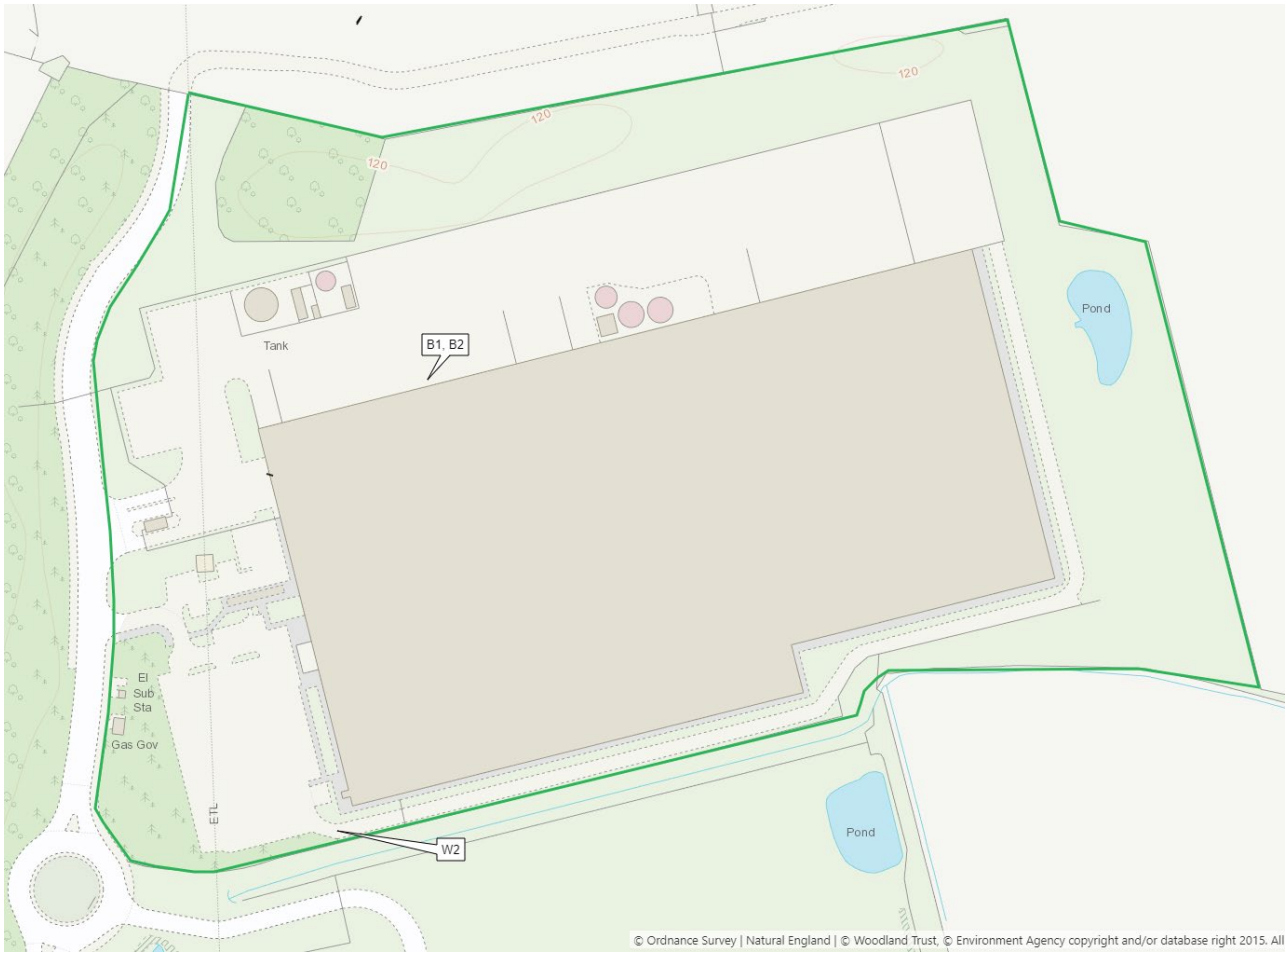 120
120
120
Pond
Tank
B1, B2
El
Sub
Sta
Gas Gov
ETL
Pond
W2
© Ordnance Survey | Natural England | © Woodland Trust, © Environment Agency copyright and/or database right 2015. All